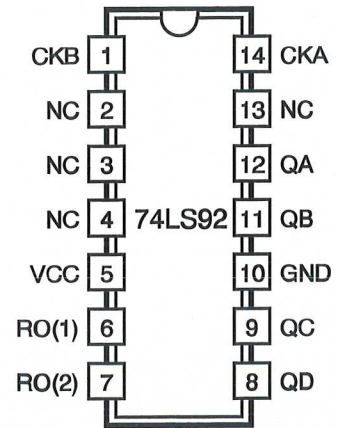 CKB 1 14 CKA
NC 2 13 NC
NC 3 12 QA
NC 4 74LS92 11 QB
VCC 5 10 GND
RO(1) 6 9 QC
RO(2) 7 8 QD